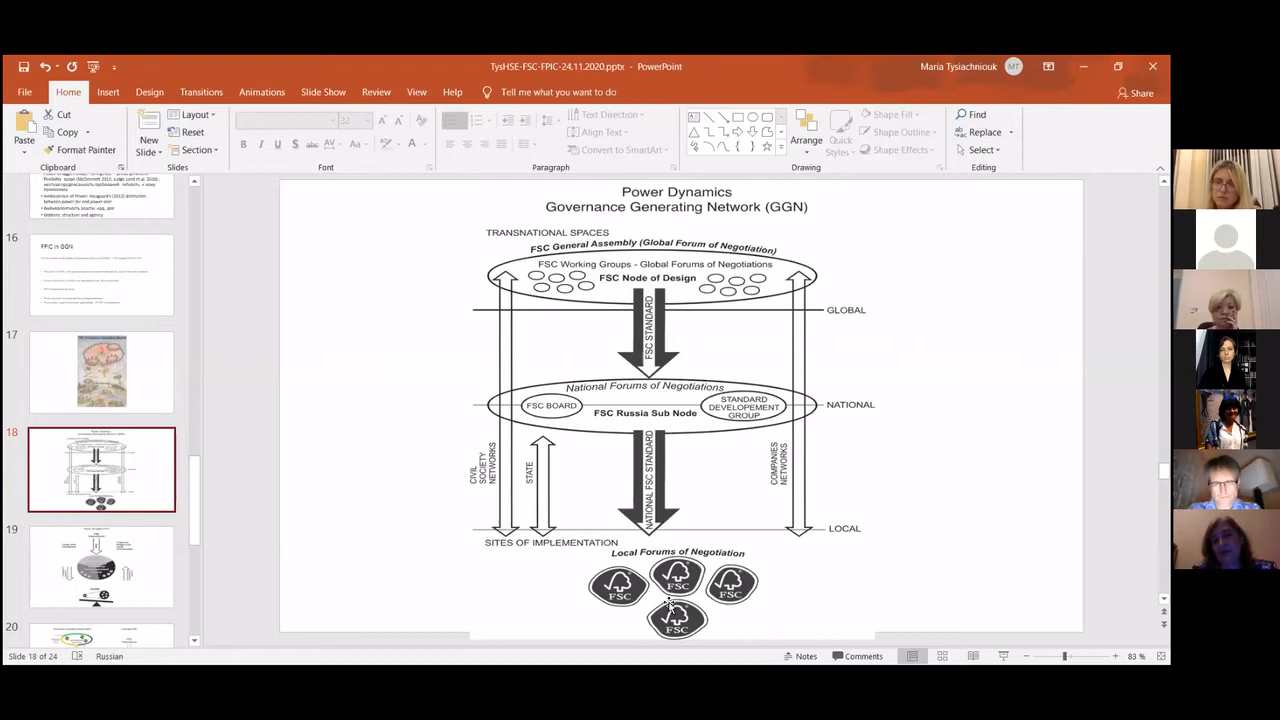 TysHSE-FSC-FPIC-24.11.2020.pptx - PowerPoint
Maria Tysiachniouk
MT
File
Home
Insert
Design
Transitions
Animations
Slide Show
Review
View
Help
Tell me what you want to do
Share
Paste
Cut
Copy
Format Painter
Clipboard
New
Slide
Layout
Reset
Section
Slides
32
Font
Text Direction
Align Text
Convert to SmartArt
Paragraph
Arrange
Quick
Styles
Shape Fill
Shape Outline
Shape Effects
Drawing
Find
Replace
Select
Editing
16
FPIC in GGN
17
18
19
20
Power Dynamics
Governance Generating Network (GGN)
TRANSNATIONAL SPACES
FSC General Assembly (Global Forum of Negotiation)
FSC Working Groups - Global Forums of Negotiations
FSC Node of Design
GLOBAL
FSC STANDARD
National Forums of Negotiations
FSC BOARD
FSC Russia Sub Node
STANDARD
DEVELOPEMENT
GROUP
NATIONAL
CIVIL
SOCIETY
NETWORKS
STATE
NATIONAL FSC STANDARD
COMPANIES
NETWORKS
LOCAL
SITES OF IMPLEMENTATION
Local Forums of Negotiation
FSC
FSC
FSC
FSC
Slide 18 of 24
Russian
Notes
Comments
83 %